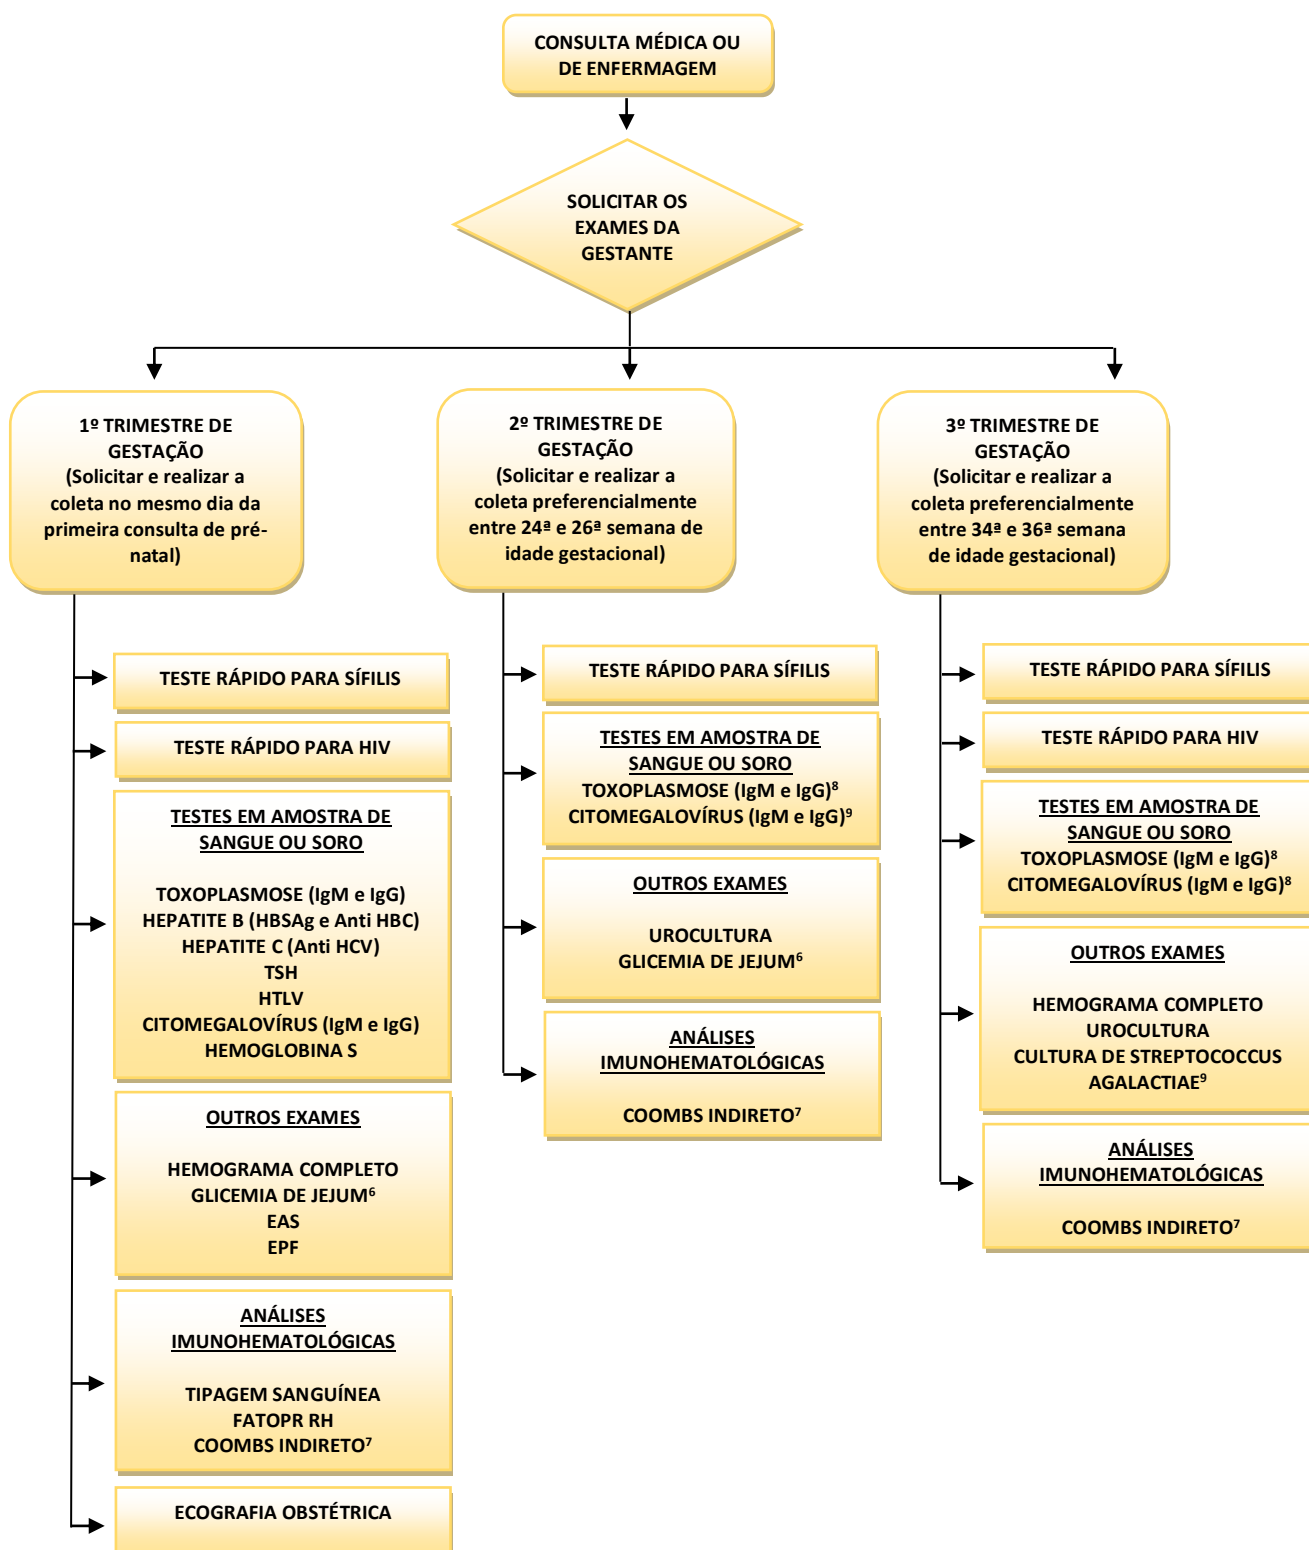 CONSULTA MÉDICA OU
DE ENFERMAGEM
SOLICITAR OS
EXAMES DA
GESTANTE
1º TRIMESTRE DE
GESTAÇÃO
(Solicitar e realizar a
coleta no mesmo dia da
primeira consulta de pré-
natal)
TESTE RÁPIDO PARA SÍFILIS
TESTE RÁPIDO PARA HIV
TESTES EM AMOSTRA DE
SANGUE OU SORO
TOXOPLASMOSE (IgM e IgG)
HEPATITE B (HBSAg e Anti HBC)
HEPATITE C (Anti HCV)
TSH
HTLV
CITOMEGALOVÍRUS (IgM e IgG)
HEMOGLOBINA S
OUTROS EXAMES
HEMOGRAMA COMPLETO
GLICEMIA DE JEJUM⁶
EAS
EPF
ANÁLISES
IMUNOHEMATOLÓGICAS
TIPAGEM SANGUÍNEA
FATOPR RH
COOMBS INDIRETO⁷
ECOGRAFIA OBSTÉTRICA
2º TRIMESTRE DE
GESTAÇÃO
(Solicitar e realizar a
coleta preferencialmente
entre 24ª e 26ª semana de
idade gestacional)
TESTE RÁPIDO PARA SÍFILIS
TESTES EM AMOSTRA DE
SANGUE OU SORO
TOXOPLASMOSE (IgM e IgG)⁸
CITOMEGALOVÍRUS (IgM e IgG)⁹
OUTROS EXAMES
UROCULTURA
GLICEMIA DE JEJUM⁶
ANÁLISES
IMUNOHEMATOLÓGICAS
COOMBS INDIRETO⁷
3º TRIMESTRE DE
GESTAÇÃO
(Solicitar e realizar a
coleta preferencialmente
entre 34ª e 36ª semana
de idade gestacional)
TESTE RÁPIDO PARA SÍFILIS
TESTE RÁPIDO PARA HIV
TESTES EM AMOSTRA DE
SANGUE OU SORO
TOXOPLASMOSE (IgM e IgG)⁸
CITOMEGALOVÍRUS (IgM e IgG)⁸
OUTROS EXAMES
HEMOGRAMA COMPLETO
UROCULTURA
CULTURA DE STREPTOCOCCUS
AGALACTIAE⁹
ANÁLISES
IMUNOHEMATOLÓGICAS
COOMBS INDIRETO⁷